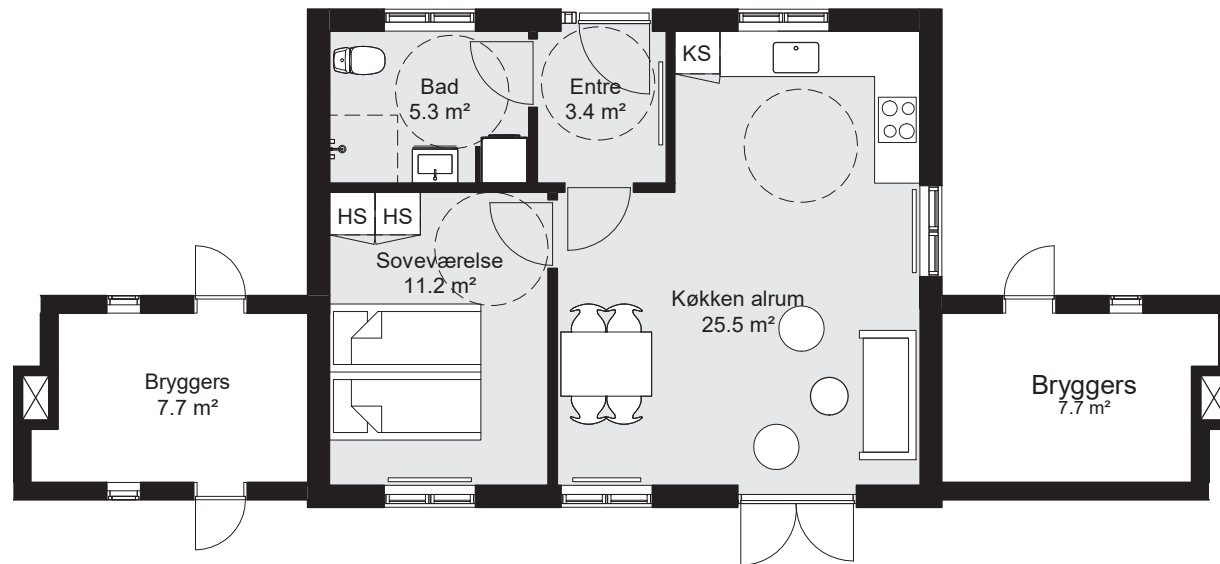 KS
Bad
5.3 m²
Entre
3.4 m²
HS HS
Soveværelse
11.2 m²
Køkken alrum
25.5 m²
Bryggers
7.7 m²
Bryggers
7.7 m²